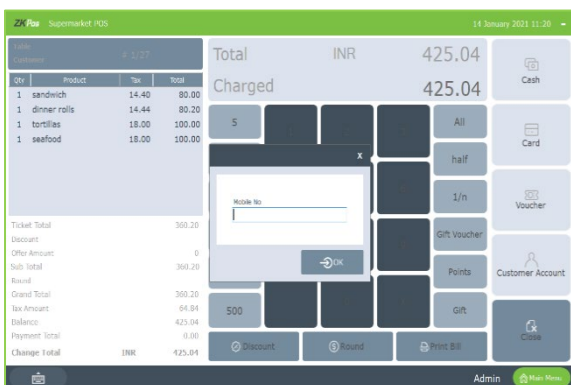 ZKPos Supermarket POS 14 January 2021 11:20
Table
Customer # 1/27
Qty Product Tax Total
1 sandwich 14.40 80.00
1 dinner rolls 14.44 80.20
1 tortillas 18.00 100.00
1 seafood 18.00 100.00
Ticket Total 360.20
Discount
Offer Amount 0
Sub Total 360.20
Round
Grand Total 360.20
Tax Amount 64.84
Balance 425.04
Payment Total 0.00
Change Total INR 425.04
Total INR 425.04
Charged 425.04
5
500
All
half
1/n
Gift Voucher
Points
Gift
X
Mobile No
OK
Discount
Round
Print Bill
Cash
Card
Voucher
Customer Account
Close
Admin
Main Menu